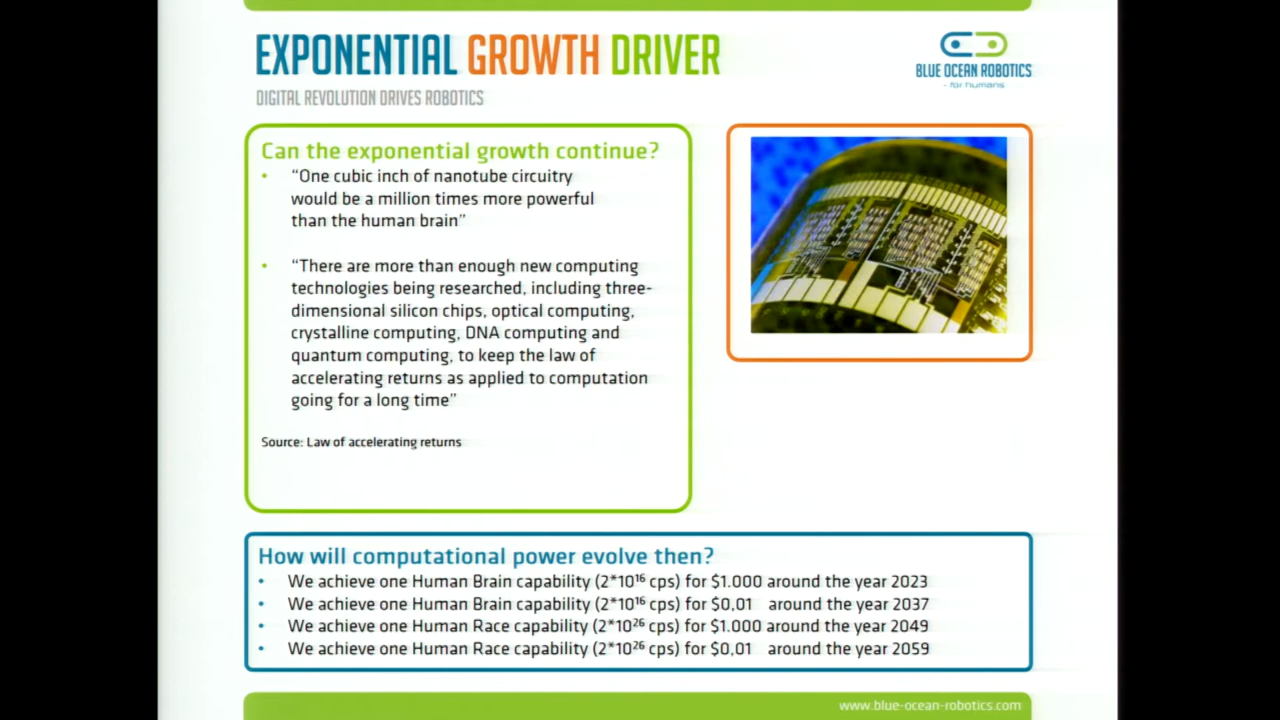 EXPONENTIAL GROWTH DRIVER
DIGITAL REVOLUTION DRIVES ROBOTICS
BLUE OCEAN ROBOTICS
- for humans
Can the exponential growth continue?
• “One cubic inch of nanotube circuitry
would be a million times more powerful
than the human brain”
• “There are more than enough new computing
technologies being researched, including three-
dimensional silicon chips, optical computing,
crystalline computing, DNA computing and
quantum computing, to keep the law of
accelerating returns as applied to computation
going for a long time”
Source: Law of accelerating returns
How will computational power evolve then?
• We achieve one Human Brain capability (2*10¹⁶ cps) for $1.000 around the year 2023
• We achieve one Human Brain capability (2*10¹⁶ cps) for $0,01 around the year 2037
• We achieve one Human Race capability (2*10²⁶ cps) for $1.000 around the year 2049
• We achieve one Human Race capability (2*10²⁶ cps) for $0,01 around the year 2059
www.blue-ocean-robotics.com